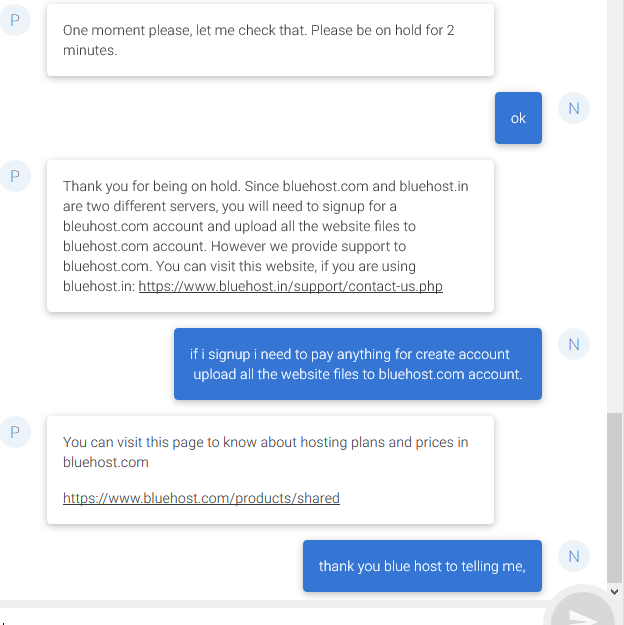 P
One moment please, let me check that. Please be on hold for 2
minutes.
ok
N
P
Thank you for being on hold. Since bluehost.com and bluehost.in
are two different servers, you will need to signup for a
bleuhost.com account and upload all the website files to
bluehost.com account. However we provide support to
bluehost.com. You can visit this website, if you are using
bluehost.in: https://www.bluehost.in/support/contact-us.php
N
if i signup i need to pay anything for create account
upload all the website files to bluehost.com account.
P
You can visit this page to know about hosting plans and prices in
bluehost.com
https://www.bluehost.com/products/shared
N
thank you blue host to telling me,